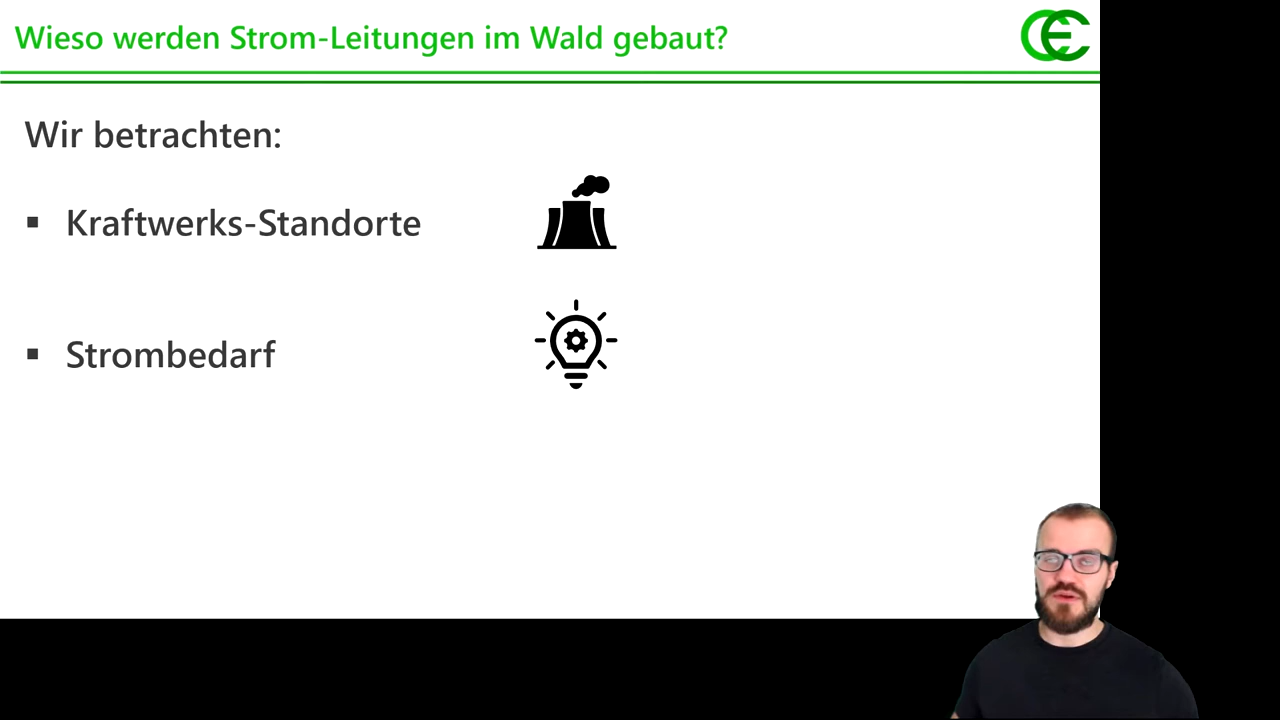 Wieso werden Strom-Leitungen im Wald gebaut?
Wir betrachten:
▪ Kraftwerks-Standorte
▪ Strombedarf